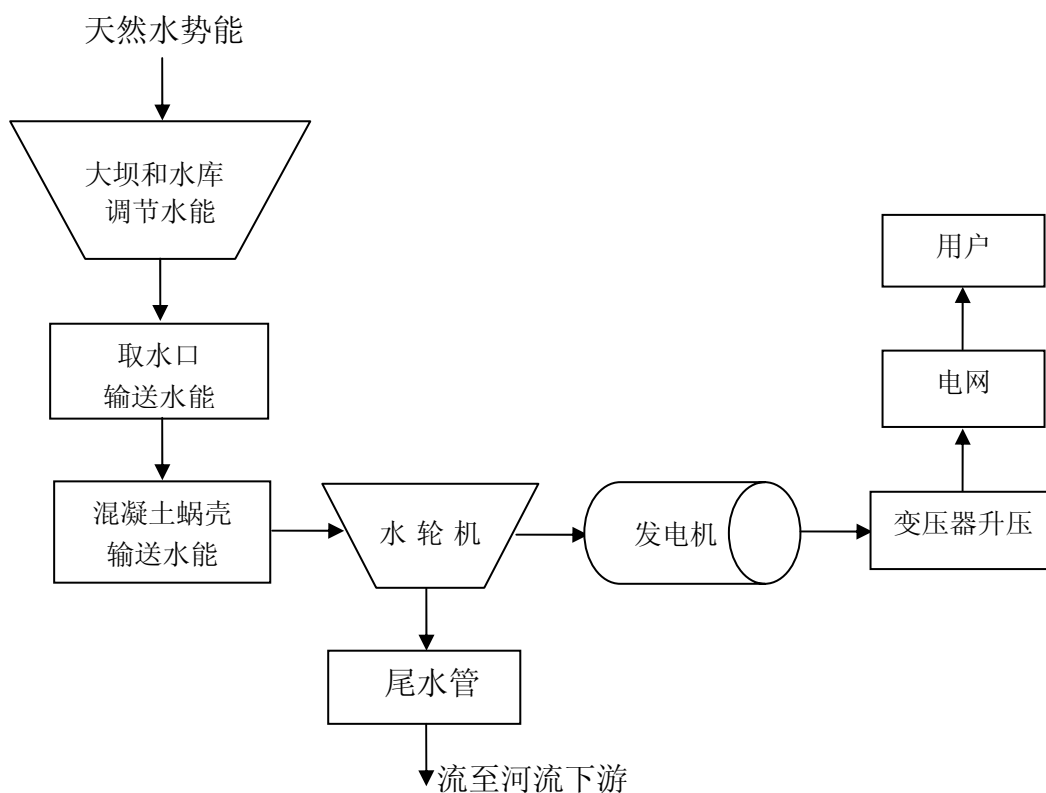 天然水势能
大坝和水库
调节水能
取水口
输送水能
混凝土蜗壳
输送水能
水轮机
尾水管
流至河流下游
发电机
变压器升压
电网
用户